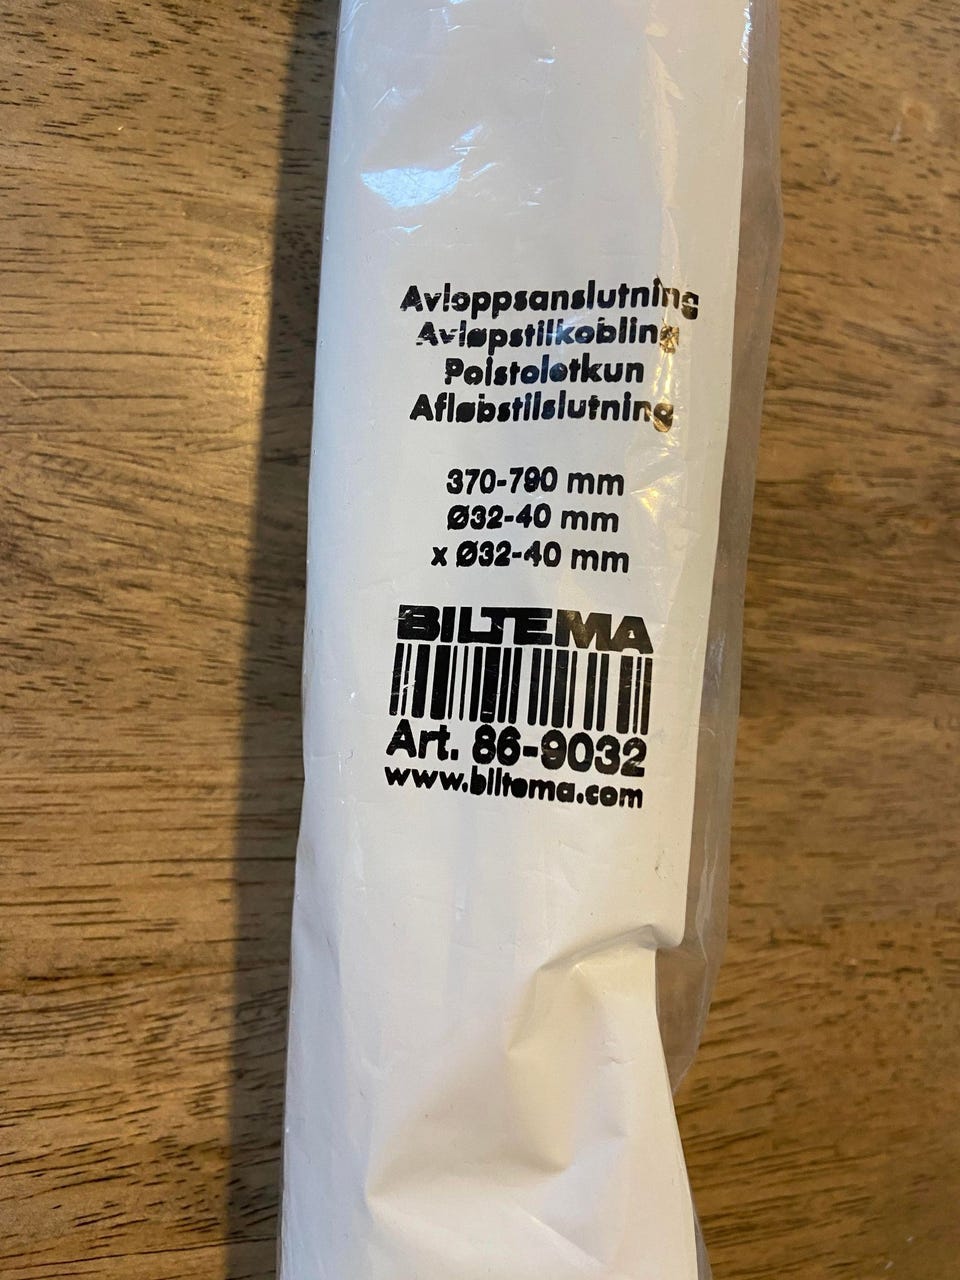 Avloppsanslutning
Avløpstilkobling
Poistoletkun
Afløbstilslutning
370-790 mm
Ø32-40 mm
x Ø32-40 mm
BILTEMA
Art. 86-9032
www.biltema.com